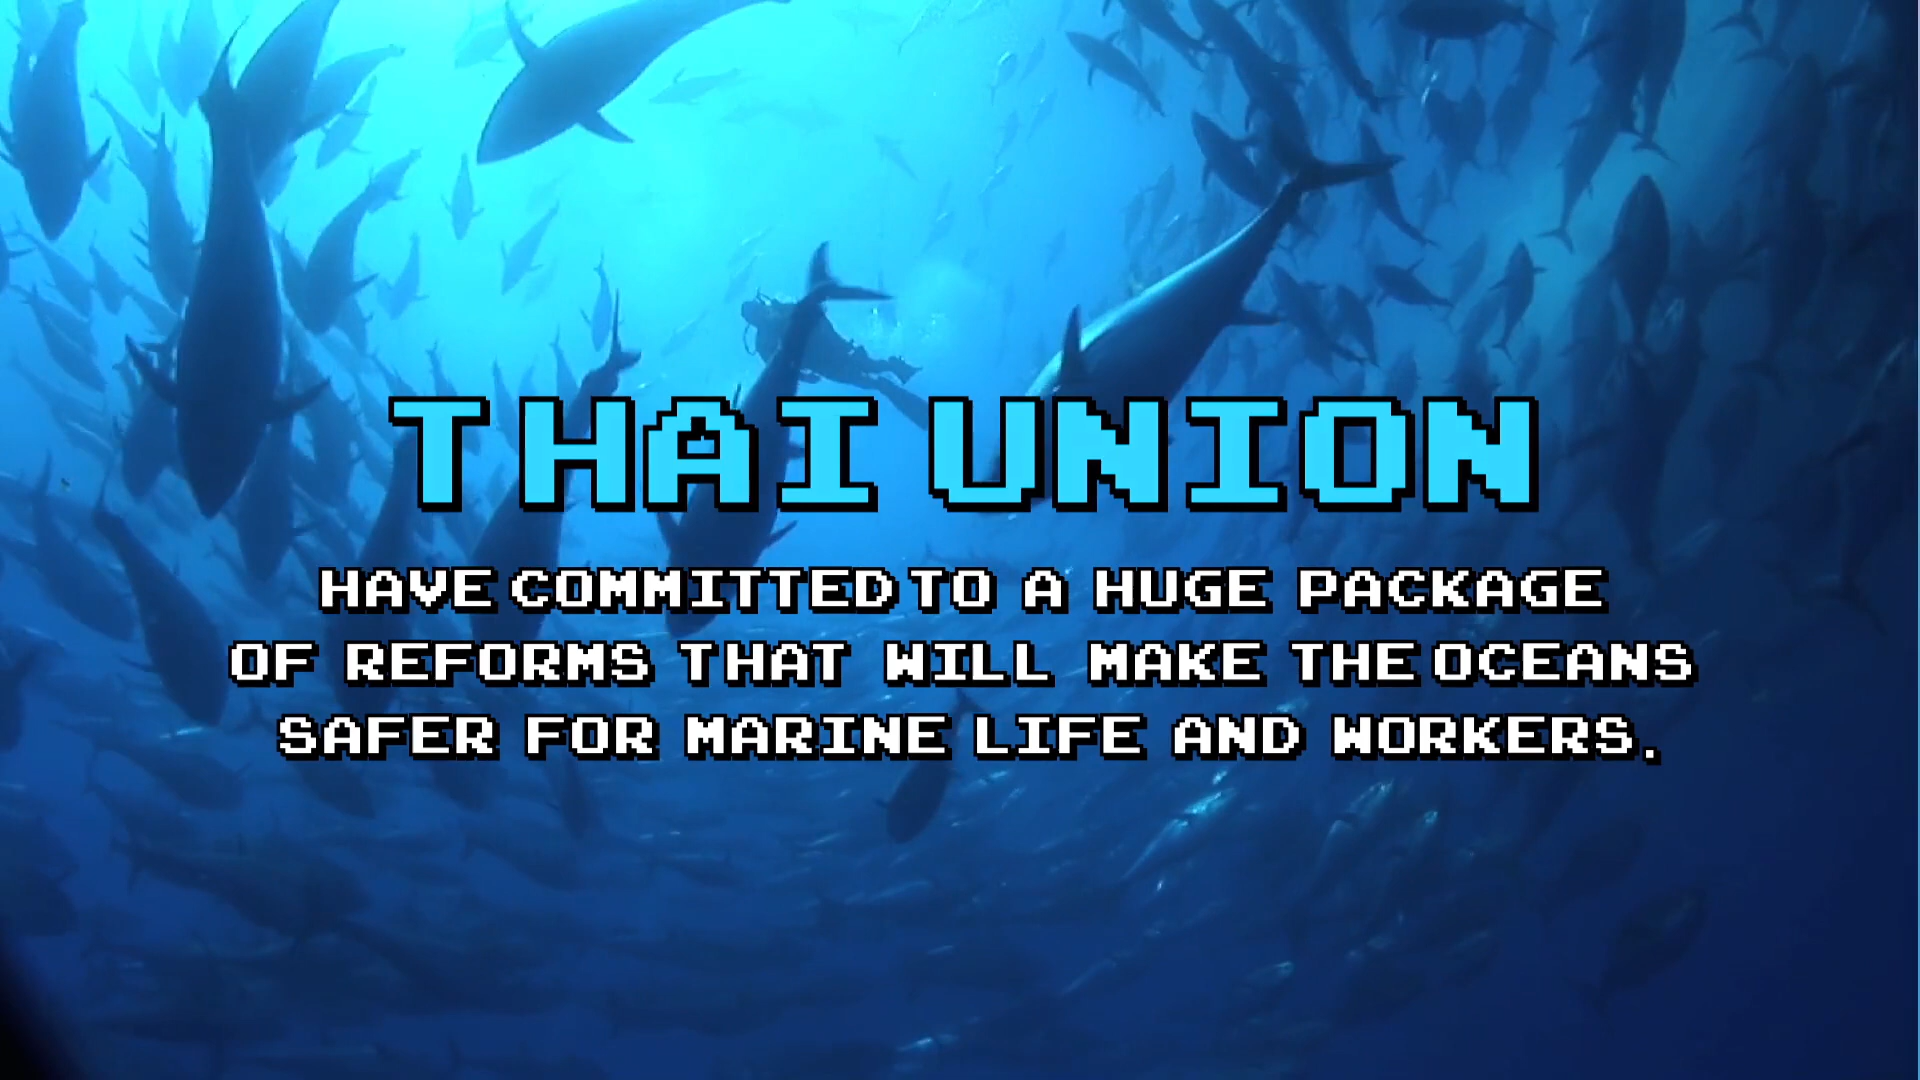 THAI UNION
HAVE COMMITTED TO A HUGE PACKAGE
OF REFORMS THAT WILL MAKE THE OCEANS
SAFER FOR MARINE LIFE AND WORKERS.